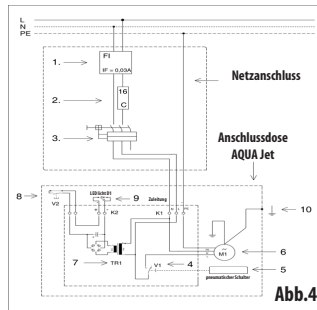 L
N
PE
1.
FI
IF = 0,03A
2.
16
C
3.
Netzanschluss
Anschlussdose
AQUA Jet
8
V2
LED licht 01
9
Zuleitung
K2
K1
10
M1
6
7
TR1
V1
4
5
pneumatischer Schalter
Abb.4